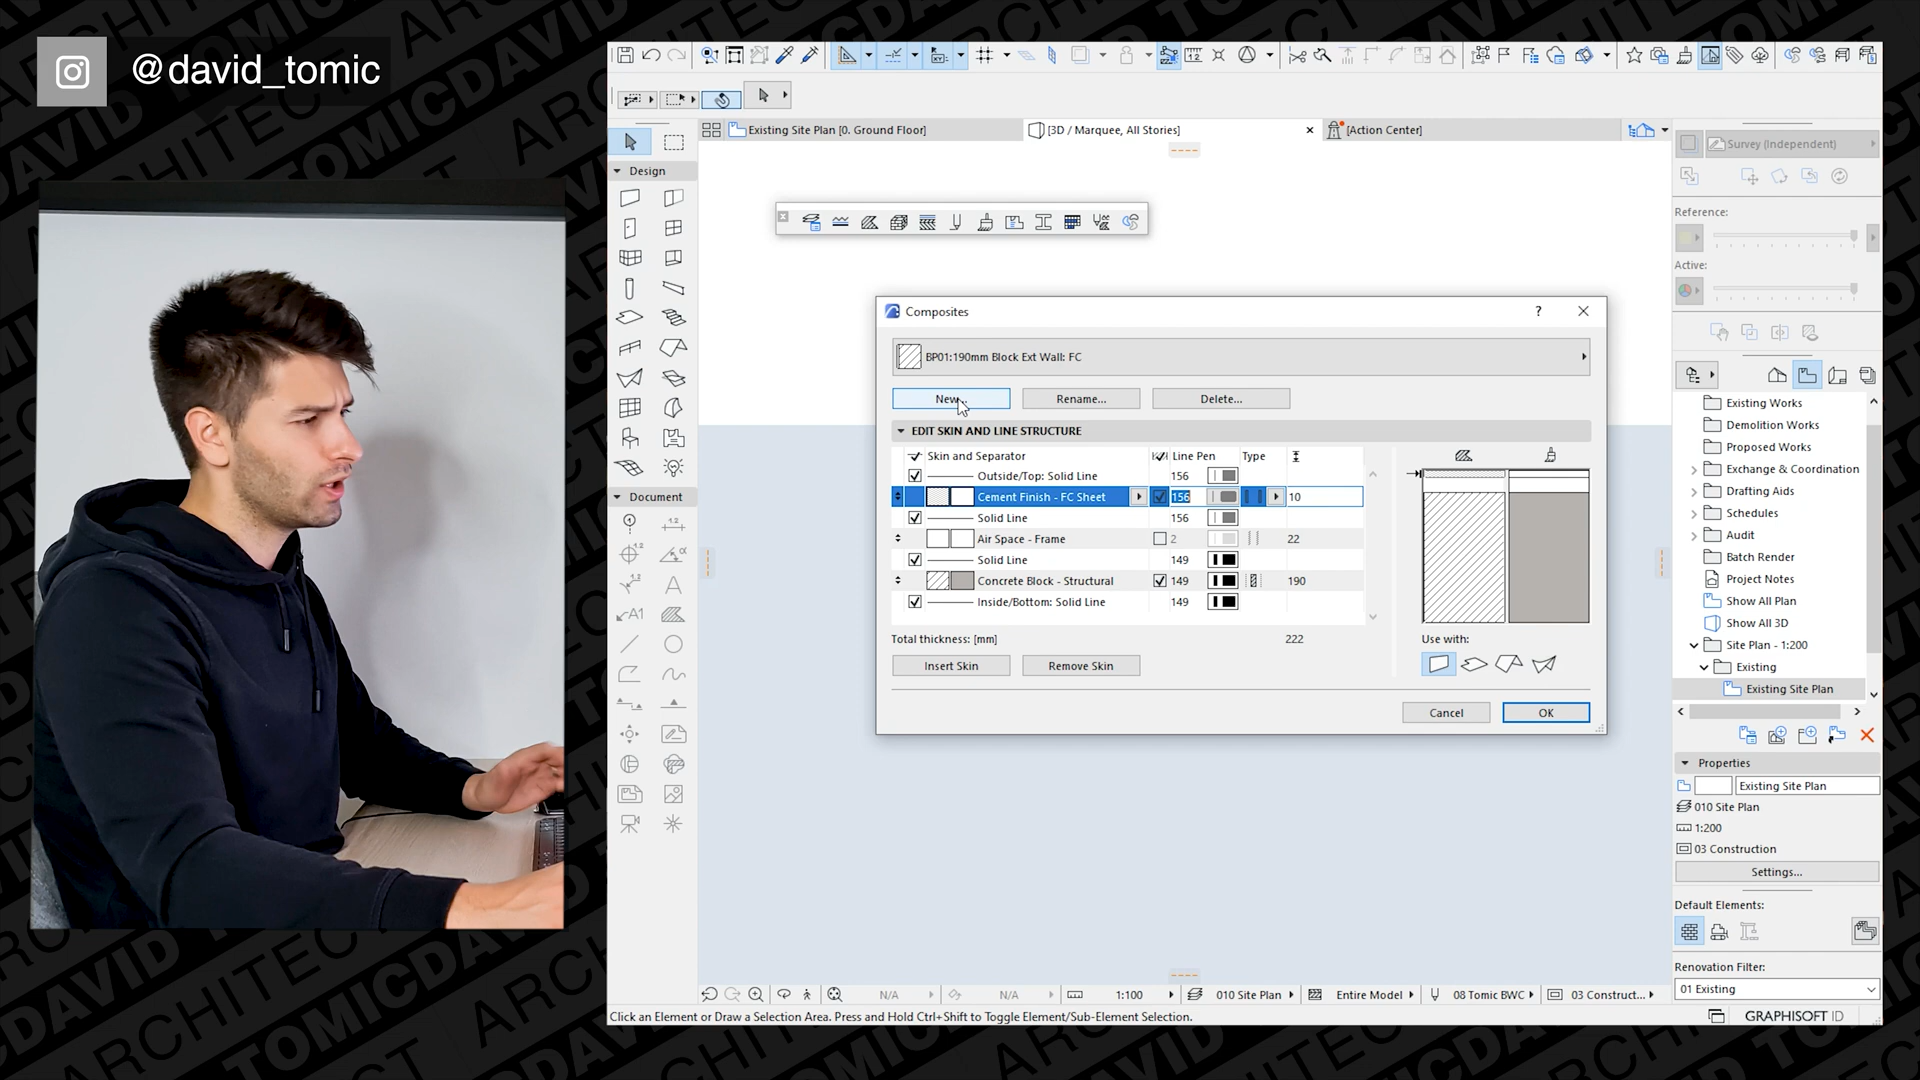 @david_tomic
Existing Site Plan [0. Ground Floor]
[3D / Marquee, All Stories]
[Action Center]
Survey (Independent)
Reference:
Active:
Design
Document
Composites
?
BP01:190mm Block Ext Wall: FC
New...
Rename...
Delete...
EDIT SKIN AND LINE STRUCTURE
Skin and Separator
Line Pen
Type
Outside/Top: Solid Line
156
Cement Finish - FC Sheet
156
10
Solid Line
156
Air Space - Frame
2
22
Solid Line
149
Concrete Block - Structural
149
190
Inside/Bottom: Solid Line
149
Total thickness: [mm]
222
Use with:
Insert Skin
Remove Skin
Cancel
OK
Existing Works
Demolition Works
Proposed Works
Exchange & Coordination
Drafting Aids
Schedules
Audit
Batch Render
Project Notes
Show All Plan
Show All 3D
Site Plan - 1:200
Existing
Existing Site Plan
Properties
Existing Site Plan
010 Site Plan
1:200
03 Construction
Settings...
Default Elements:
Renovation Filter:
01 Existing
N/A
N/A
1:100
010 Site Plan
Entire Model
08 Tomic BWC
03 Construct...
Click an Element or Draw a Selection Area. Press and Hold Ctrl+Shift to Toggle Element/Sub-Element Selection.
GRAPHISOFT ID